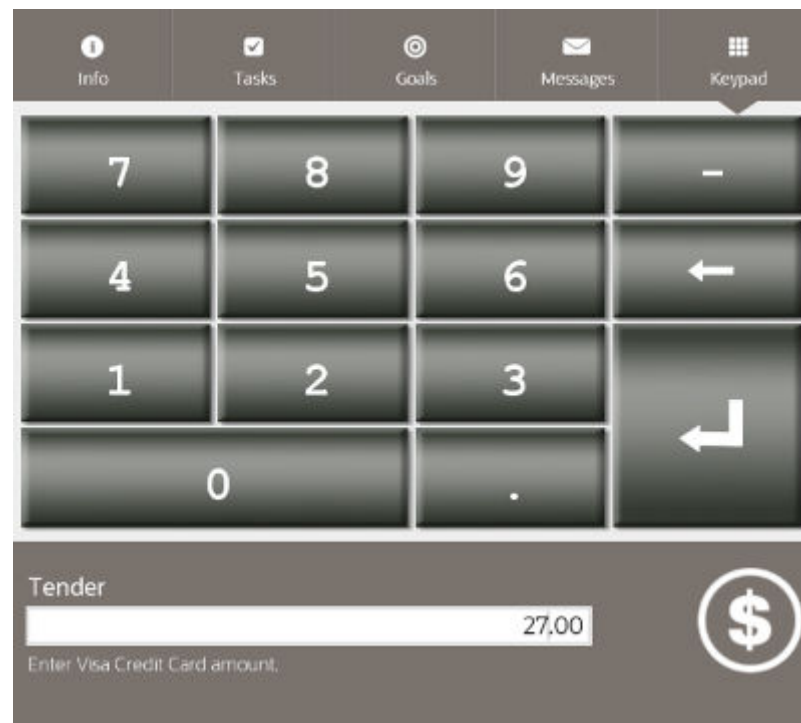 Info Tasks Goals Messages Keypad
7 8 9 -
4 5 6
1 2 3
0 .
Tender
27.00
$
Enter Visa Credit Card amount.